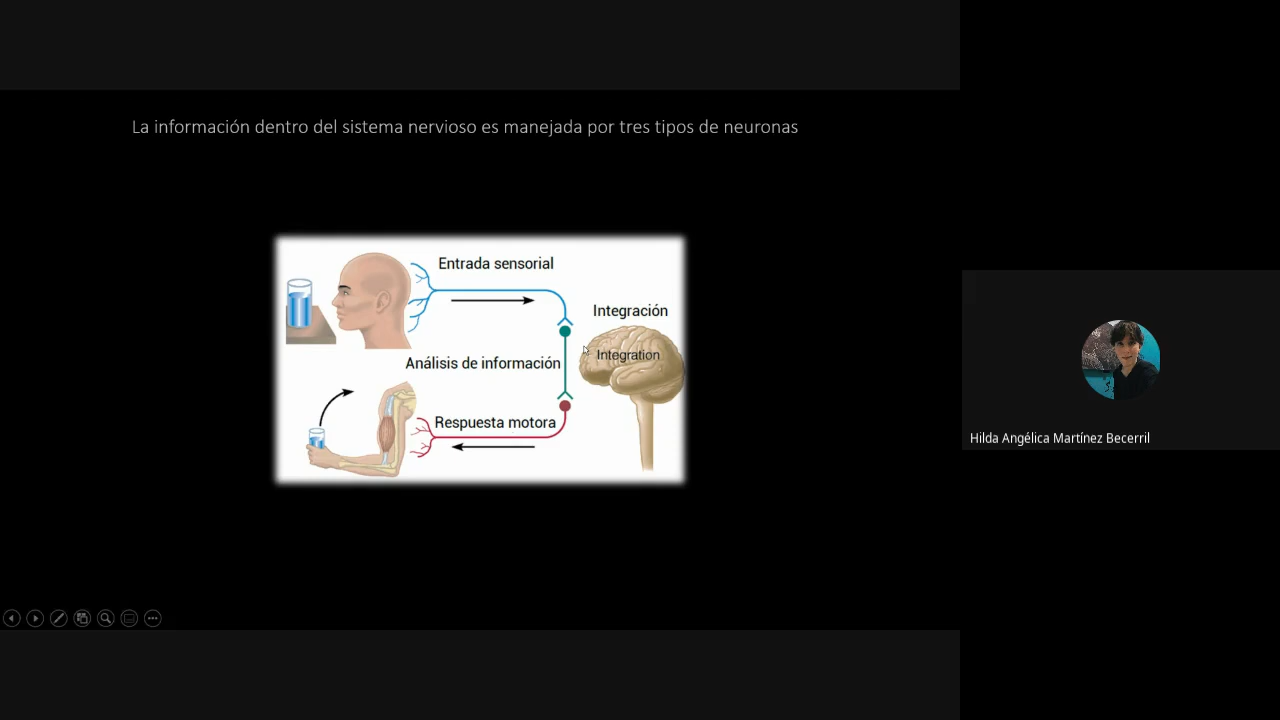 La información dentro del sistema nervioso es manejada por tres tipos de neuronas
Entrada sensorial
Integración
Integration
Análisis de información
Respuesta motora
Hilda Angélica Martínez Becerril